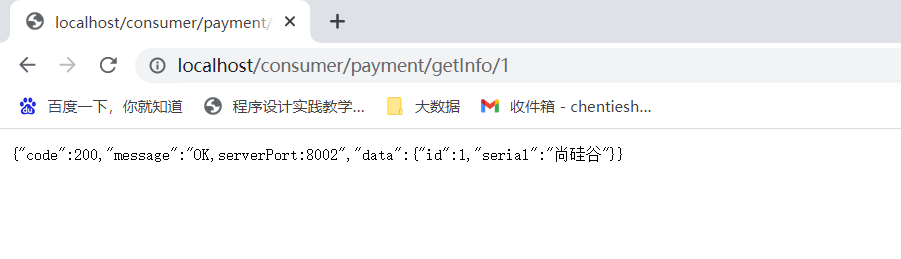 localhost/consumer/payment/
localhost/consumer/payment/getInfo/1
百度一下，你就知道 程序设计实践教学... 大数据 收件箱 - chentiesh...
{"code":200,"message":"OK,serverPort:8002","data":{"id":1,"serial":"尚硅谷"}}